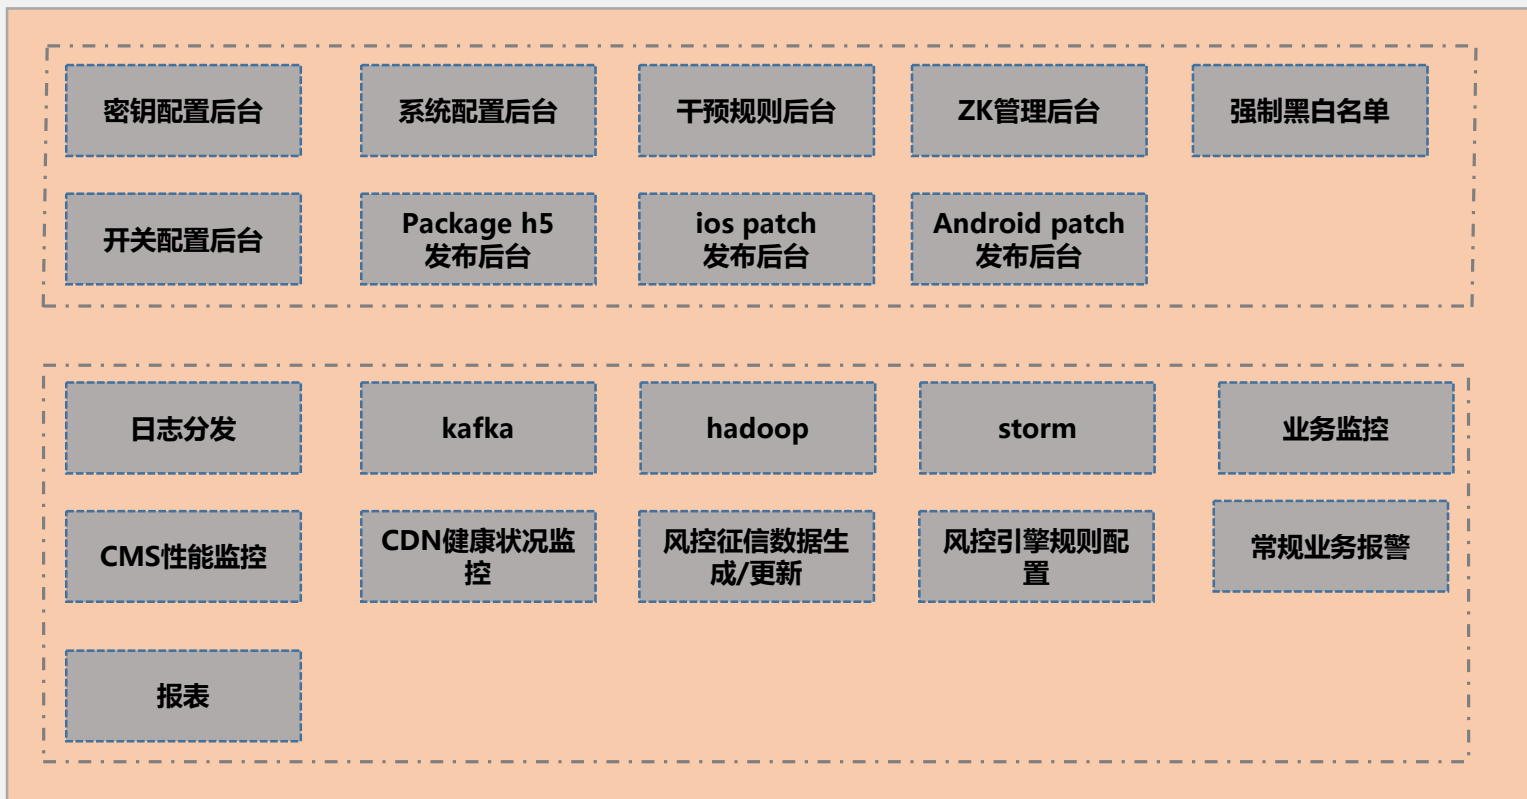 密钥配置后台
系统配置后台
干预规则后台
ZK管理后台
强制黑白名单
开关配置后台
Package h5
发布后台
ios patch
发布后台
Android patch
发布后台
日志分发
kafka
hadoop
storm
业务监控
CMS性能监控
CDN健康状况监
控
风控征信数据生
成/更新
风控引擎规则配
置
常规业务报警
报表